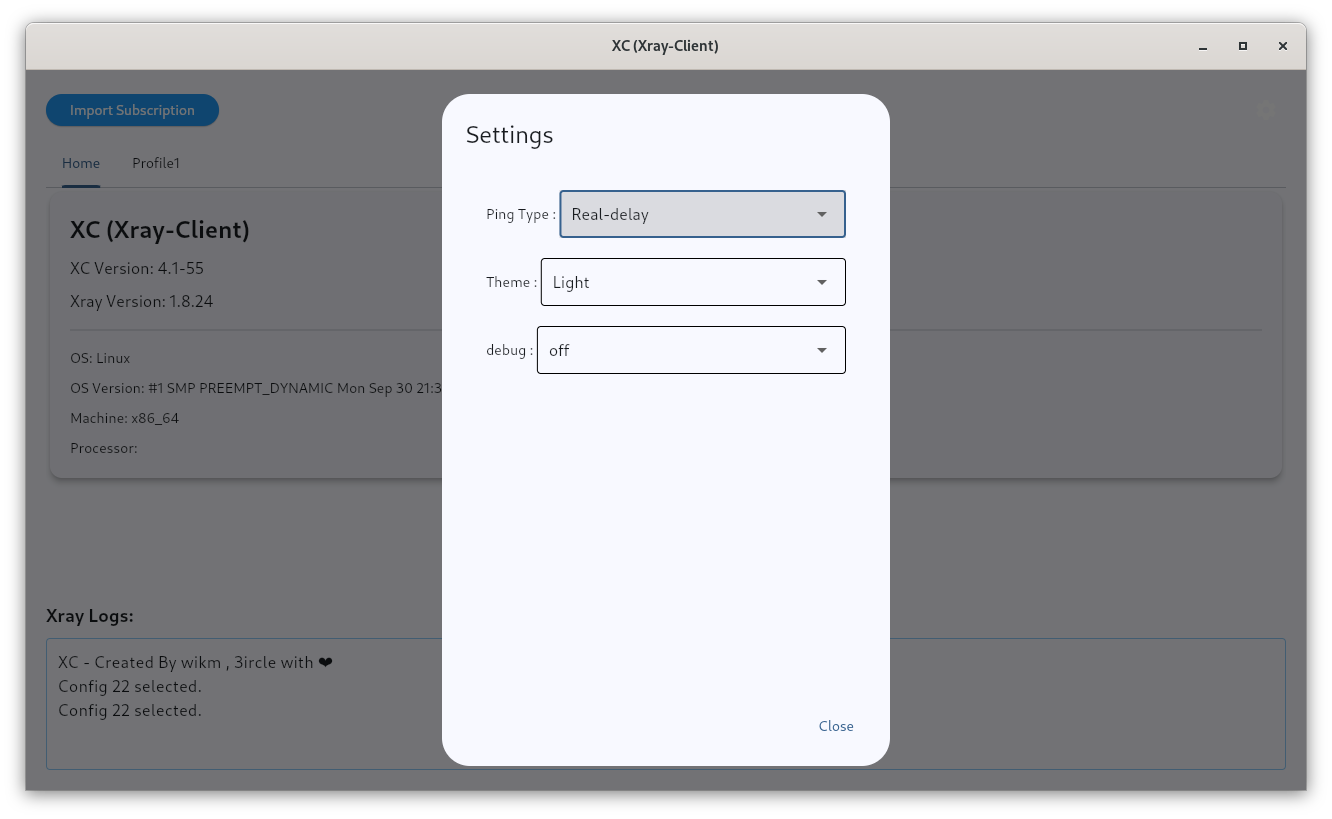 XC (Xray-Client)
Import Subscription
Home Profile1
XC (Xray-Client)
XC Version: 4.1-55
Xray Version: 1.8.24
OS: Linux
OS Version: #1 SMP PREEMPT_DYNAMIC Mon Sep 30 21:3
Machine: x86_64
Processor:
Settings
Ping Type : Real-delay
Theme : Light
debug : off
Close
Xray Logs:
XC - Created By wikm , 3ircle with ❤
Config 22 selected.
Config 22 selected.